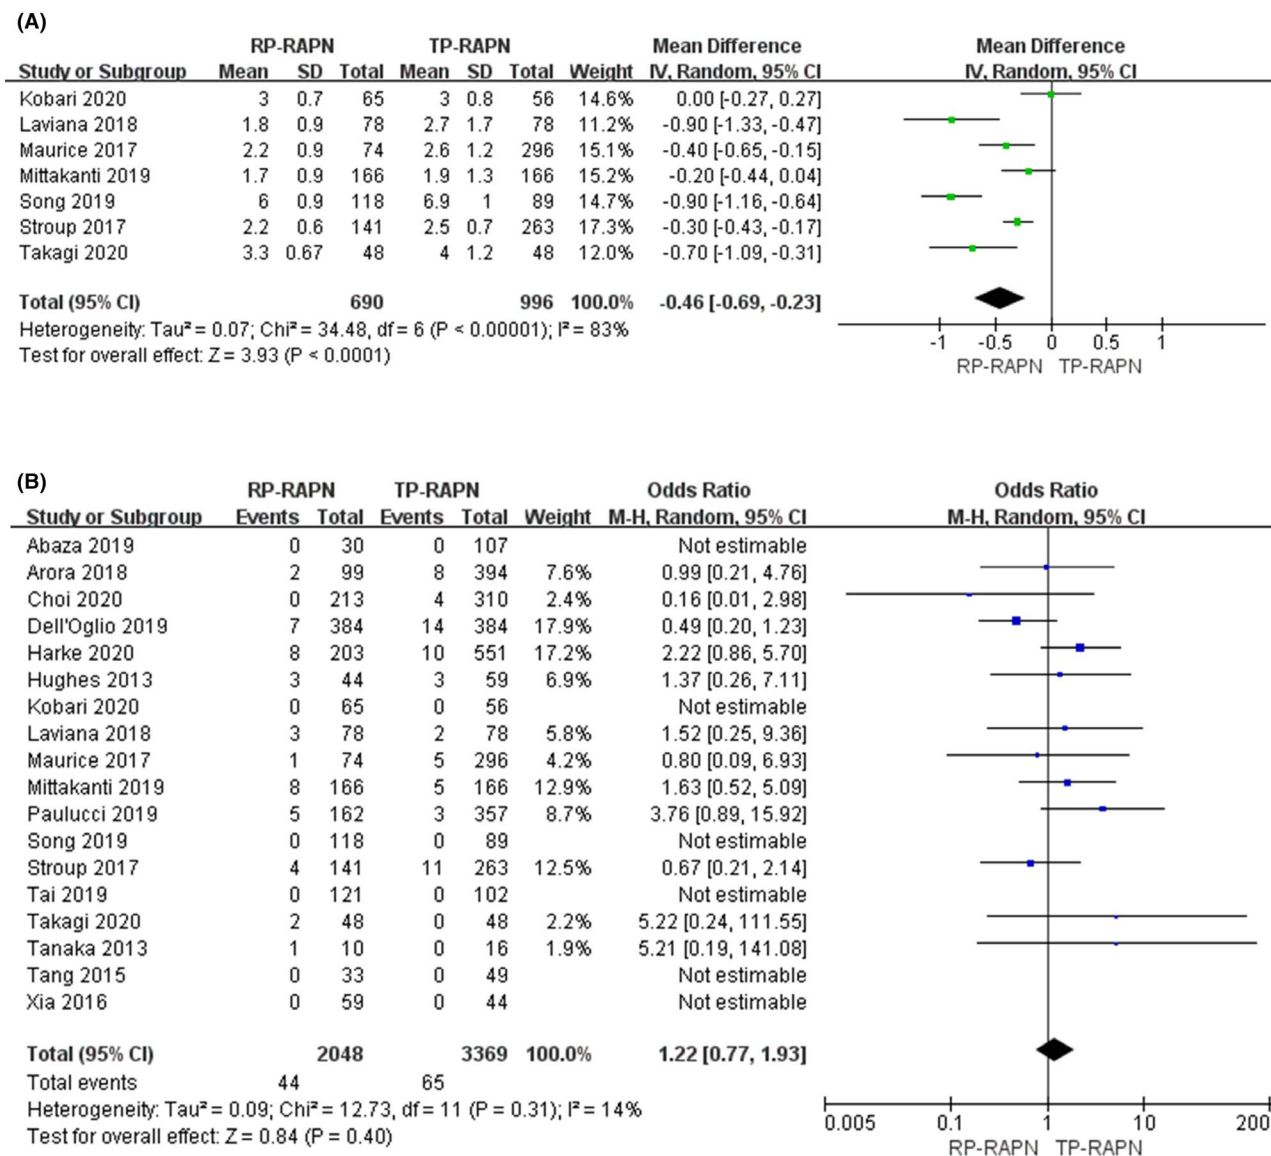 (A)
RP-RAPN TP-RAPN Mean Difference Mean Difference
Study or Subgroup Mean SD Total Mean SD Total Weight IV, Random, 95% CI IV, Random, 95% CI
Kobari 2020 3 0.7 65 3 0.8 56 14.6% 0.00 [-0.27, 0.27]
Laviana 2018 1.8 0.9 78 2.7 1.7 78 11.2% -0.90 [-1.33, -0.47]
Maurice 2017 2.2 0.9 74 2.6 1.2 296 15.1% -0.40 [-0.65, -0.15]
Mittakanti 2019 1.7 0.9 166 1.9 1.3 166 15.2% -0.20 [-0.44, 0.04]
Song 2019 6 0.9 118 6.9 1 89 14.7% -0.90 [-1.16, -0.64]
Stroup 2017 2.2 0.6 141 2.5 0.7 263 17.3% -0.30 [-0.43, -0.17]
Takagi 2020 3.3 0.67 48 4 1.2 48 12.0% -0.70 [-1.09, -0.31]
Total (95% CI) 690 996 100.0% -0.46 [-0.69, -0.23]
Heterogeneity: Tau² = 0.07; Chi² = 34.48, df = 6 (P < 0.00001); I² = 83%
Test for overall effect: Z = 3.93 (P < 0.0001)
-1 -0.5 0 0.5 1
RP-RAPN TP-RAPN
(B)
RP-RAPN TP-RAPN Odds Ratio Odds Ratio
Study or Subgroup Events Total Events Total Weight M-H, Random, 95% CI M-H, Random, 95% CI
Abaza 2019 0 30 0 107 Not estimable
Arora 2018 2 99 8 394 7.6% 0.99 [0.21, 4.76]
Choi 2020 0 213 4 310 2.4% 0.16 [0.01, 2.98]
Dell'Oglio 2019 7 384 14 384 17.9% 0.49 [0.20, 1.23]
Harke 2020 8 203 10 551 17.2% 2.22 [0.86, 5.70]
Hughes 2013 3 44 3 59 6.9% 1.37 [0.26, 7.11]
Kobari 2020 0 65 0 56 Not estimable
Laviana 2018 3 78 2 78 5.8% 1.52 [0.25, 9.36]
Maurice 2017 1 74 5 296 4.2% 0.80 [0.09, 6.93]
Mittakanti 2019 8 166 5 166 12.9% 1.63 [0.52, 5.09]
Paulucci 2019 5 162 3 357 8.7% 3.76 [0.89, 15.92]
Song 2019 0 118 0 89 Not estimable
Stroup 2017 4 141 11 263 12.5% 0.67 [0.21, 2.14]
Tai 2019 0 121 0 102 Not estimable
Takagi 2020 2 48 0 48 2.2% 5.22 [0.24, 111.55]
Tanaka 2013 1 10 0 16 1.9% 5.21 [0.19, 141.08]
Tang 2015 0 33 0 49 Not estimable
Xia 2016 0 59 0 44 Not estimable
Total (95% CI) 2048 3369 100.0% 1.22 [0.77, 1.93]
Total events 44 65
Heterogeneity: Tau² = 0.09; Chi² = 12.73, df = 11 (P = 0.31); I² = 14%
Test for overall effect: Z = 0.84 (P = 0.40)
0.005 0.1 1 10 200
RP-RAPN TP-RAPN